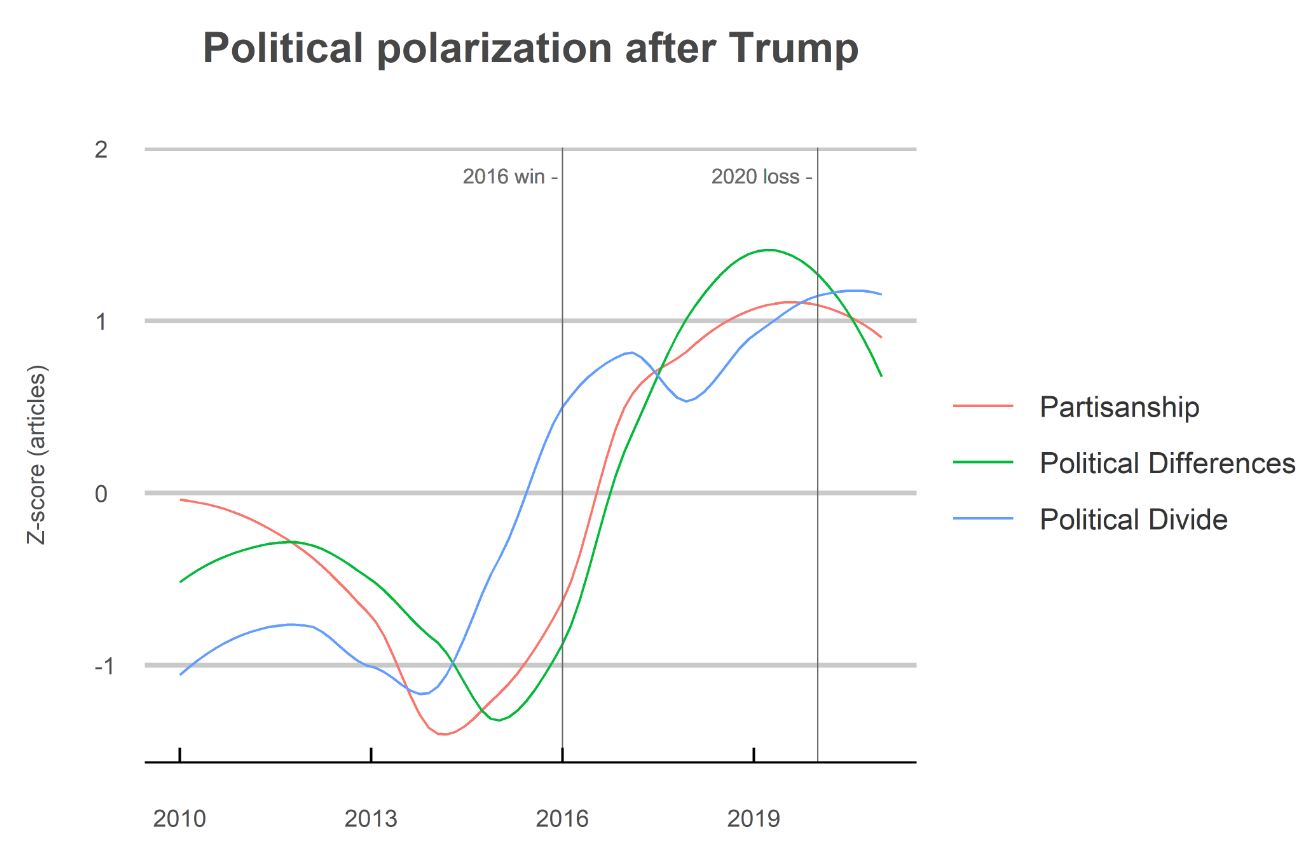 Political polarization after Trump
2
2016 win -
2020 loss -
1
0
-1
Z-score (articles)
2010
2013
2016
2019
Partisanship
Political Differences
Political Divide